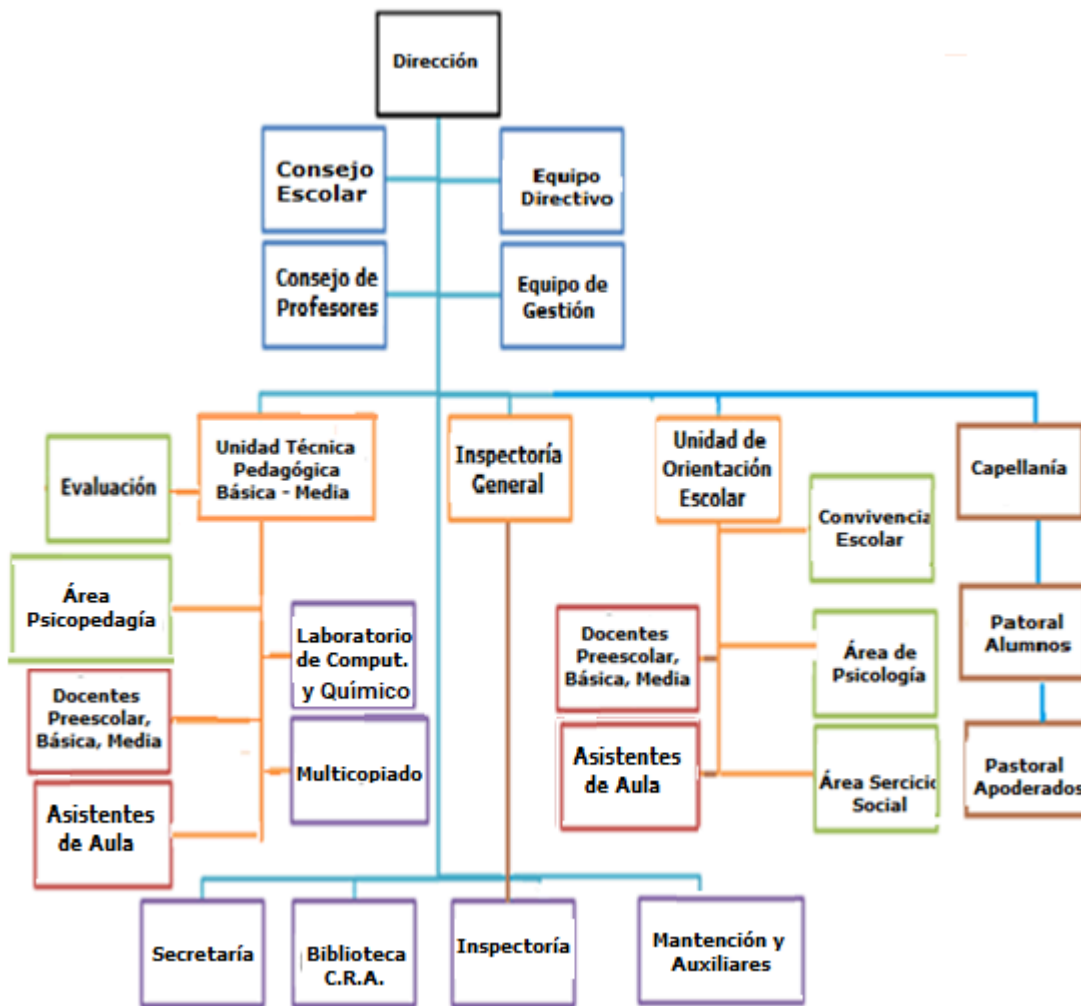 Dirección
Consejo
Escolar
Equipo
Directivo
Consejo de
Profesores
Equipo de
Gestión
Unidad Técnica
Pedagógica
Básica - Media
Inspectoría
General
Unidad de
Orientación
Escolar
Capellanía
Evaluación
Convivencia
Escolar
Área
Psicopedagía
Laboratorio
de Comput.
y Químico
Docentes
Preescolar,
Básica, Media
Área de
Psicología
Patoral
Alumnos
Docentes
Preescolar,
Básica, Media
Multicopiado
Asistentes
de Aula
Área Sercicio
Social
Pastoral
Apoderados
Asistentes
de Aula
Secretaría
Biblioteca
C.R.A.
Inspectoría
Mantención y
Auxiliares